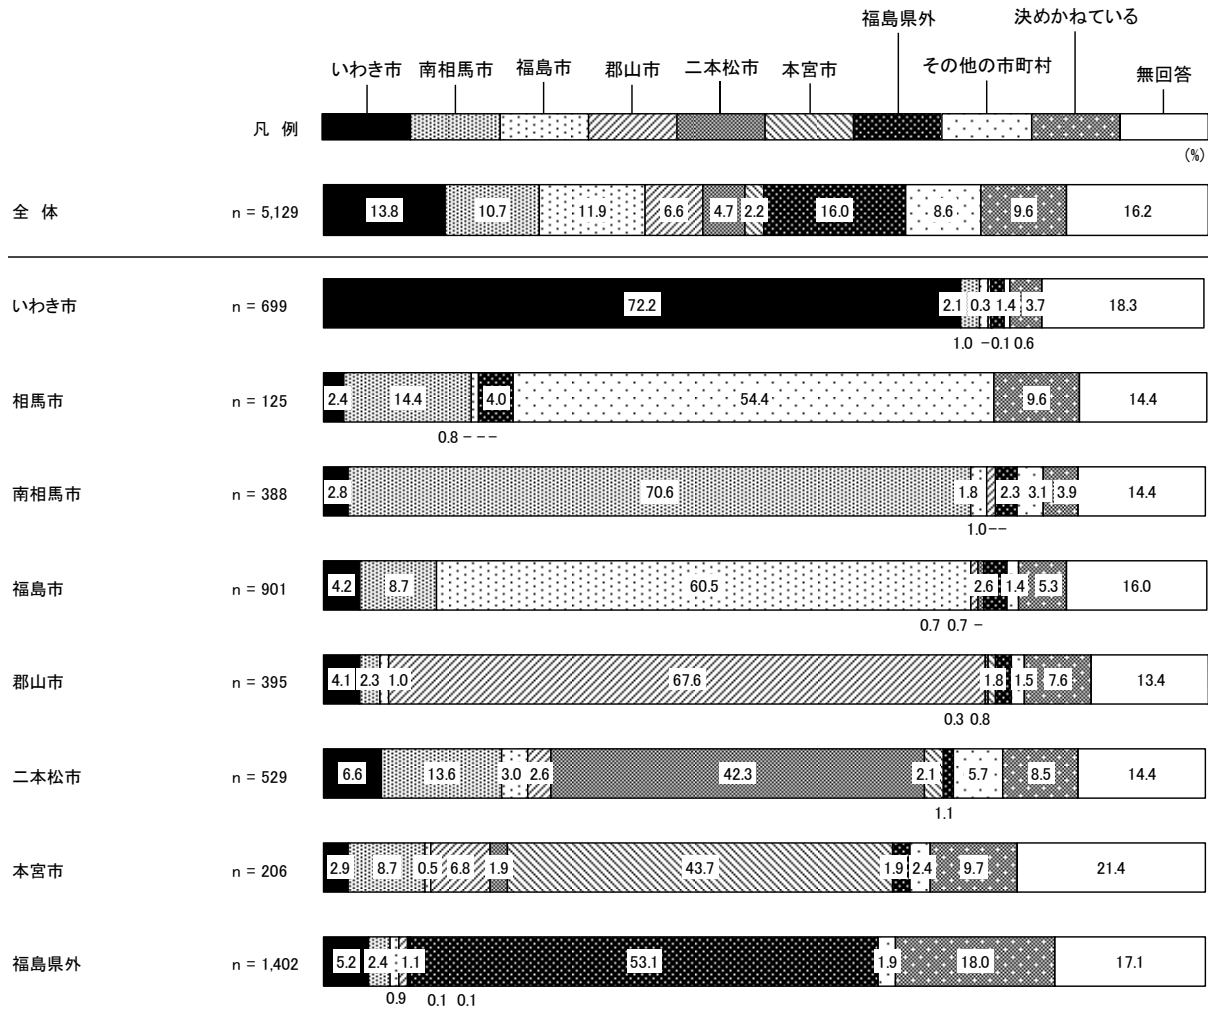 福島県外 決めかねている
いわき市 南相馬市 福島市 郡山市 二本松市 本宮市 その他の市町村 無回答
凡 例
(%)
全 体 n = 5,129 13.8 10.7 11.9 6.6 4.7 2.2 16.0 8.6 9.6 16.2
いわき市 n = 699 72.2 2.1 0.3 1.4 3.7 18.3
1.0 - 0.1 0.6
相馬市 n = 125 2.4 14.4 4.0 54.4 9.6 14.4
0.8 - - -
南相馬市 n = 388 2.8 70.6 1.8 2.3 3.1 3.9 14.4
1.0 - -
福島市 n = 901 4.2 8.7 60.5 2.6 1.4 5.3 16.0
0.7 0.7 -
郡山市 n = 395 4.1 2.3 1.0 67.6 1.8 1.5 7.6 13.4
0.3 0.8
二本松市 n = 529 6.6 13.6 3.0 2.6 42.3 2.1 5.7 8.5 14.4
1.1
本宮市 n = 206 2.9 8.7 0.5 6.8 1.9 43.7 1.9 2.4 9.7 21.4
福島県外 n = 1,402 5.2 2.4 1.1 53.1 1.9 18.0 17.1
0.9 0.1 0.1